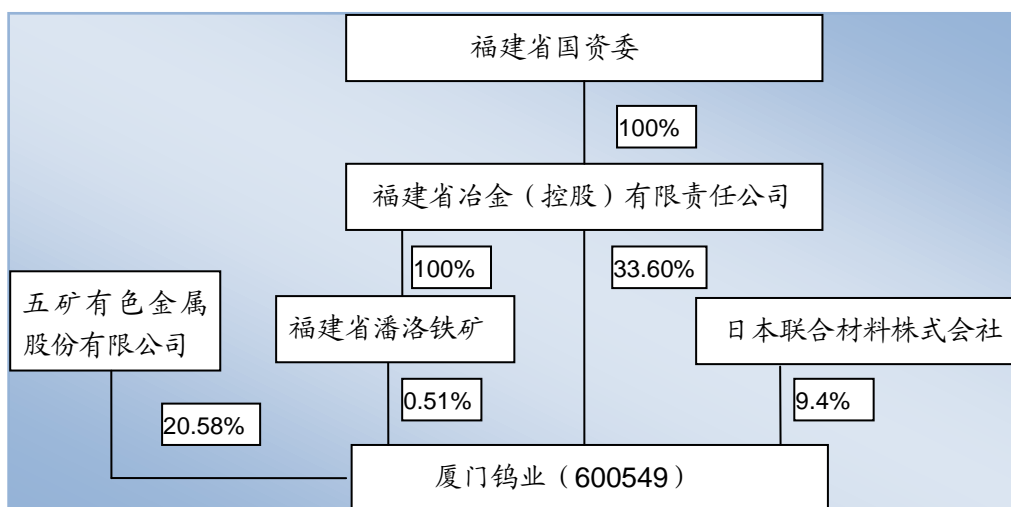 福建省国资委
100%
福建省冶金（控股）有限责任公司
100%
33.60%
五矿有色金属
股份有限公司
福建省潘洛铁矿
日本联合材料株式会社
20.58%
0.51%
9.4%
厦门钨业（600549）